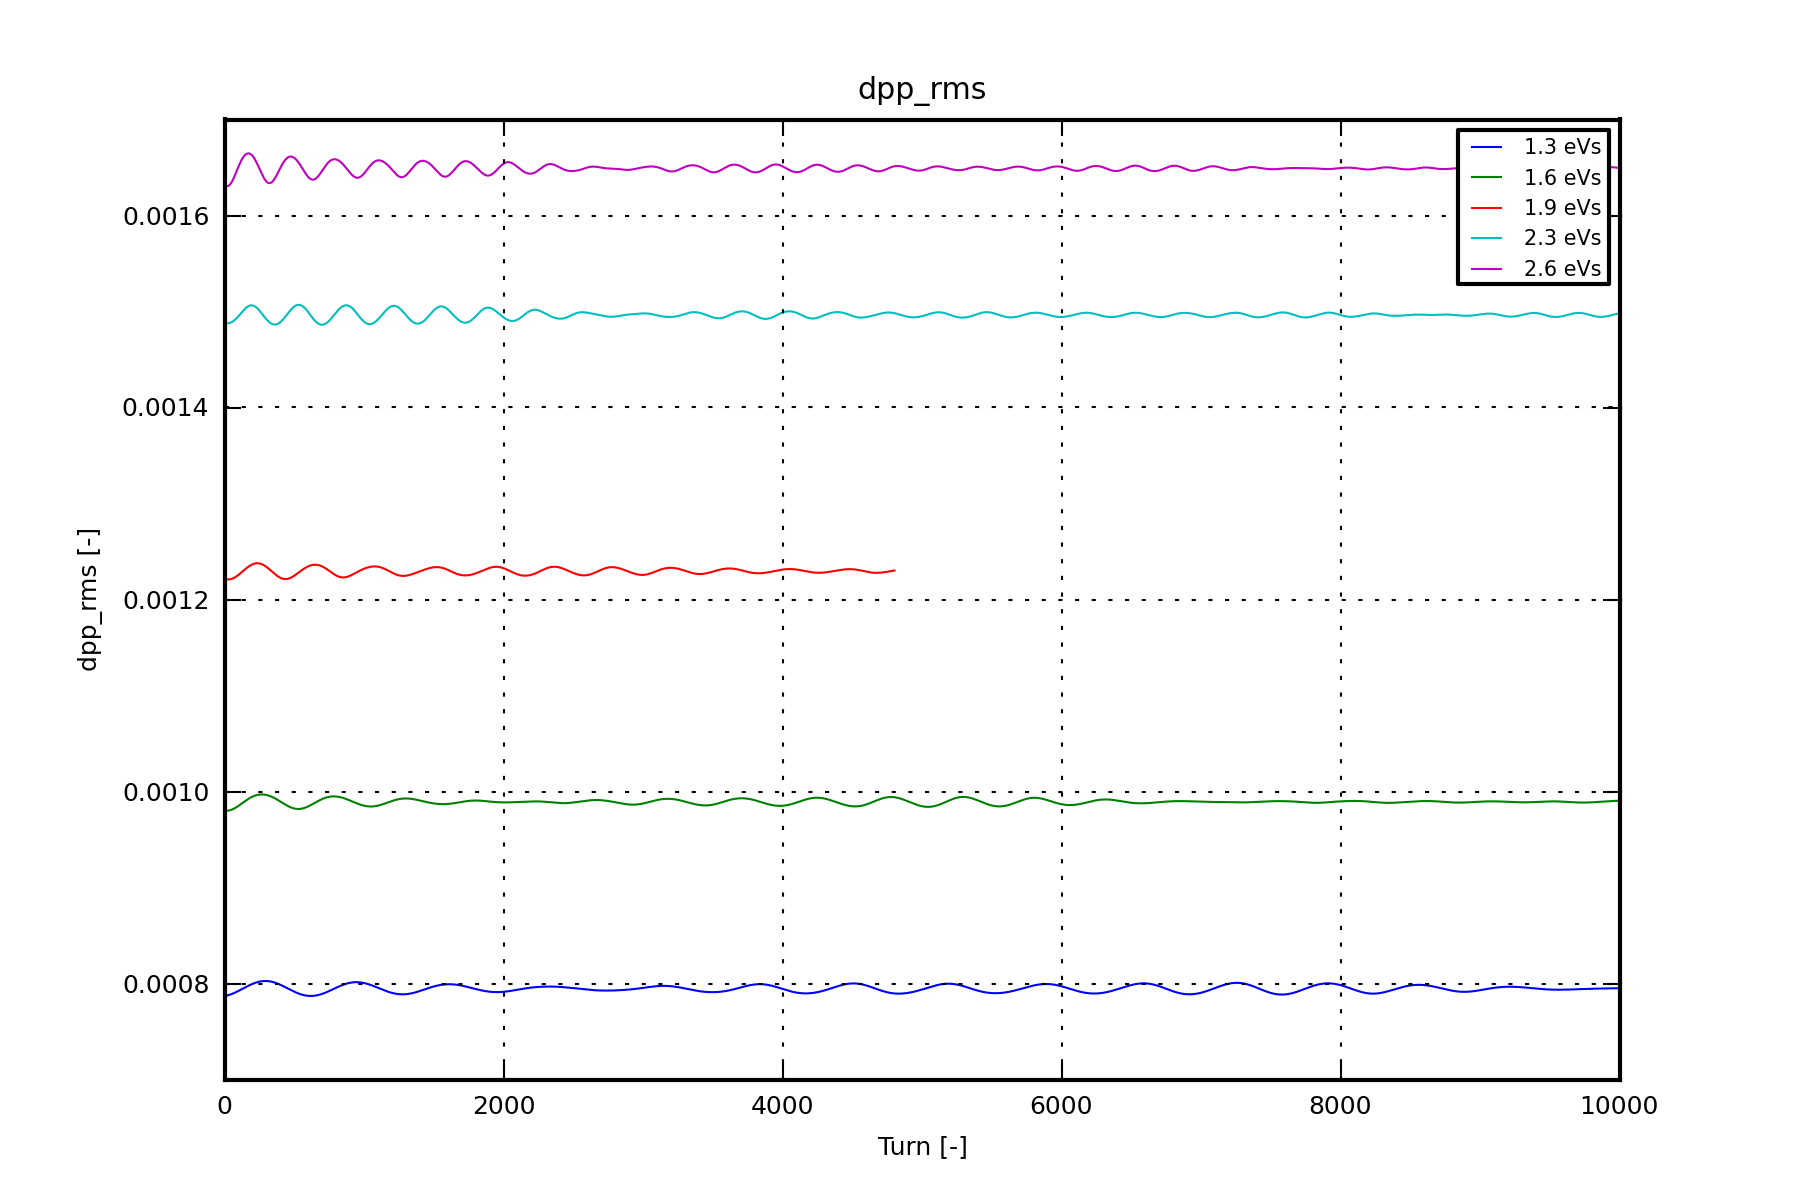 dpp_rms
1.3 eVs
1.6 eVs
1.9 eVs
2.3 eVs
2.6 eVs
0.0016
0.0014
0.0012
0.0010
0.0008
dpp_rms [-]
0 2000 4000 6000 8000 10000
Turn [-]